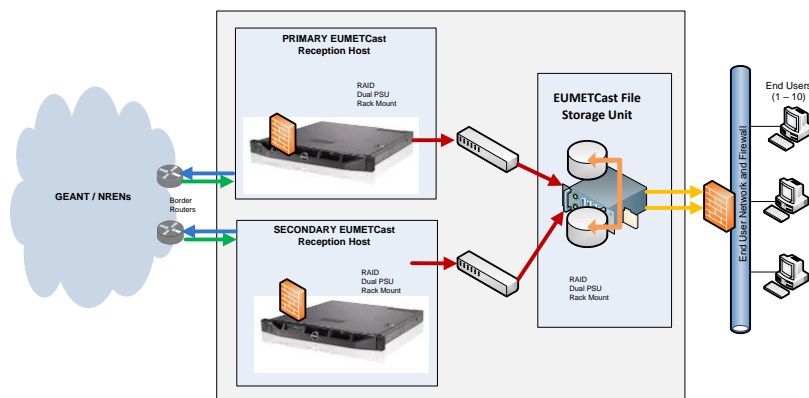 PRIMARY EUMETCast
Reception Host
RAID
Dual PSU
Rack Mount
GEANT / NRENs
Border
Routers
SECONDARY EUMETCast
Reception Host
RAID
Dual PSU
Rack Mount
EUMETCast File
Storage Unit
RAID
Dual PSU
Rack Mount
End User Network and Firewall
End Users
(1 – 10)